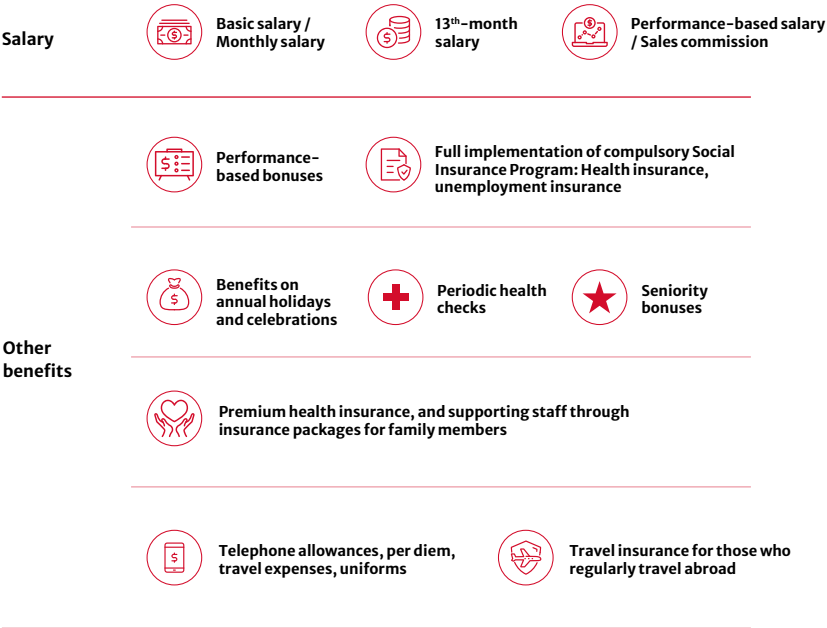 Salary
Basic salary /
Monthly salary
13th-month
salary
Performance-based salary
/ Sales commission
Other
benefits
Performance-
based bonuses
Full implementation of compulsory Social
Insurance Program: Health insurance,
unemployment insurance
Benefits on
annual holidays
and celebrations
Periodic health
checks
Seniority
bonuses
Premium health insurance, and supporting staff through
insurance packages for family members
Telephone allowances, per diem,
travel expenses, uniforms
Travel insurance for those who
regularly travel abroad